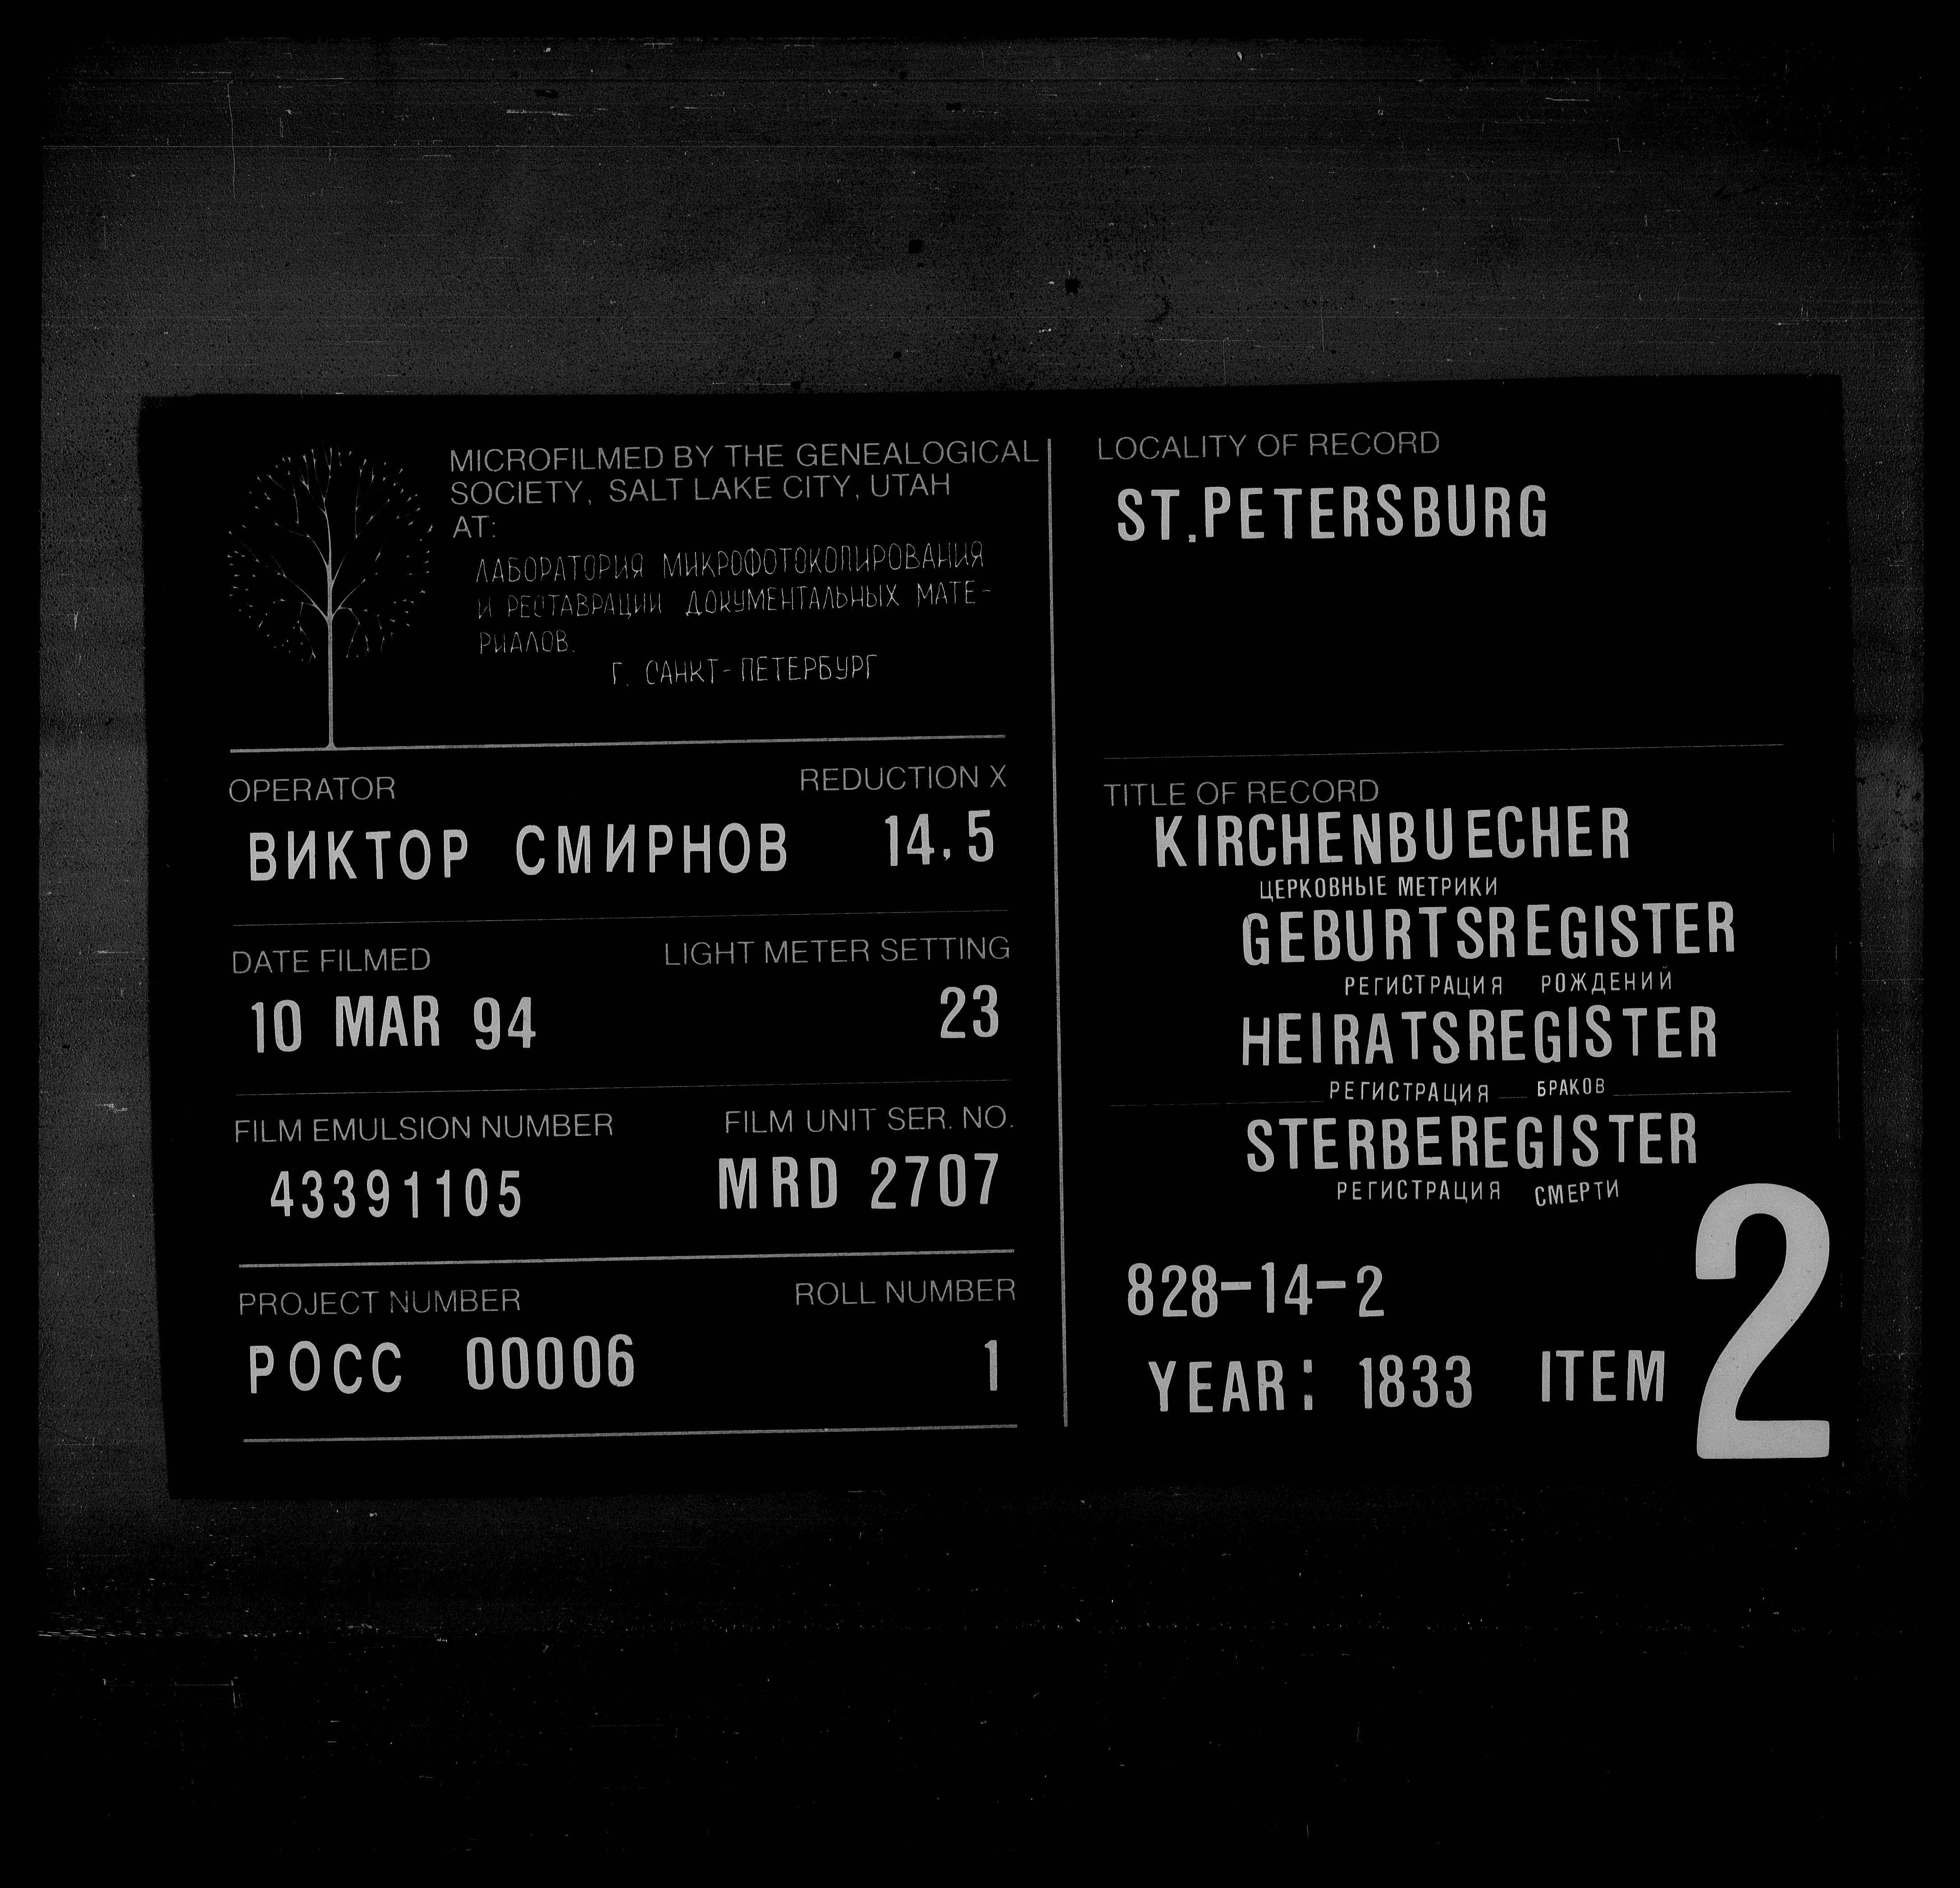 MICROFILMED BY THE GENEALOGICAL
SOCIETY, SALT LAKE CITY, UTAH
AT:
ЛАБОРАТОРИЯ МИКРОФОТОКОПИРОВАНИЯ
И РЕСТАВРАЦИИ ДОКУМЕНТАЛЬНЫХ МАТЕ-
РИАЛОВ.
Г. САНКТ-ПЕТЕРБУРГ
OPERATOR REDUCTION X
ВИКТОР СМИРНОВ 14.5
DATE FILMED LIGHT METER SETTING
10 MAR 94 23
FILM EMULSION NUMBER FILM UNIT SER. NO.
43391105 MRD 2707
PROJECT NUMBER ROLL NUMBER
РОСС 00006 1
LOCALITY OF RECORD
ST.PETERSBURG
TITLE OF RECORD
KIRCHENBUECHER
ЦЕРКОВНЫЕ МЕТРИКИ
GEBURTSREGISTER
РЕГИСТРАЦИЯ РОЖДЕНИЙ
HEIRATSREGISTER
РЕГИСТРАЦИЯ БРАКОВ
STERBEREGISTER
РЕГИСТРАЦИЯ СМЕРТИ
828-14-2
YEAR: 1833 ITEM 2